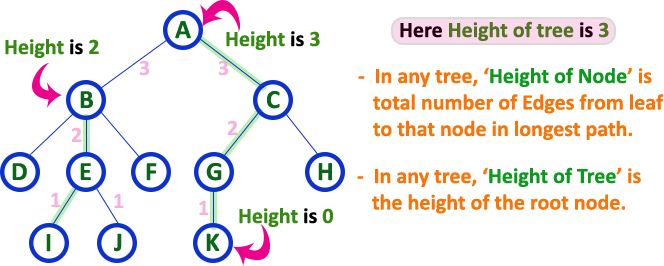 A
Height is 3
Here Height of tree is 3
Height is 2
3
3
B
C
- In any tree, ‘Height of Node’ is
total number of Edges from leaf
to that node in longest path.
2
2
D
E
F
G
H
- In any tree, ‘Height of Tree’ is
the height of the root node.
1
1
1
Height is 0
I
J
K